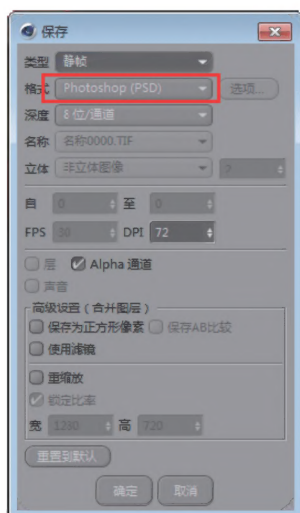 保存
类型 静帧
格式 Photoshop (PSD) 选项...
深度 8 位/通道
名称 名称0000.TIF
立体 非立体图像 2
自 0 至 0
FPS 30 DPI 72
层 Alpha 通道
声音
高级设置（合并图层）
保存为正方形像素 保存AB比较
使用滤镜
重缩放
锁定比率
宽 1280 高 720
重置到默认
确定 取消